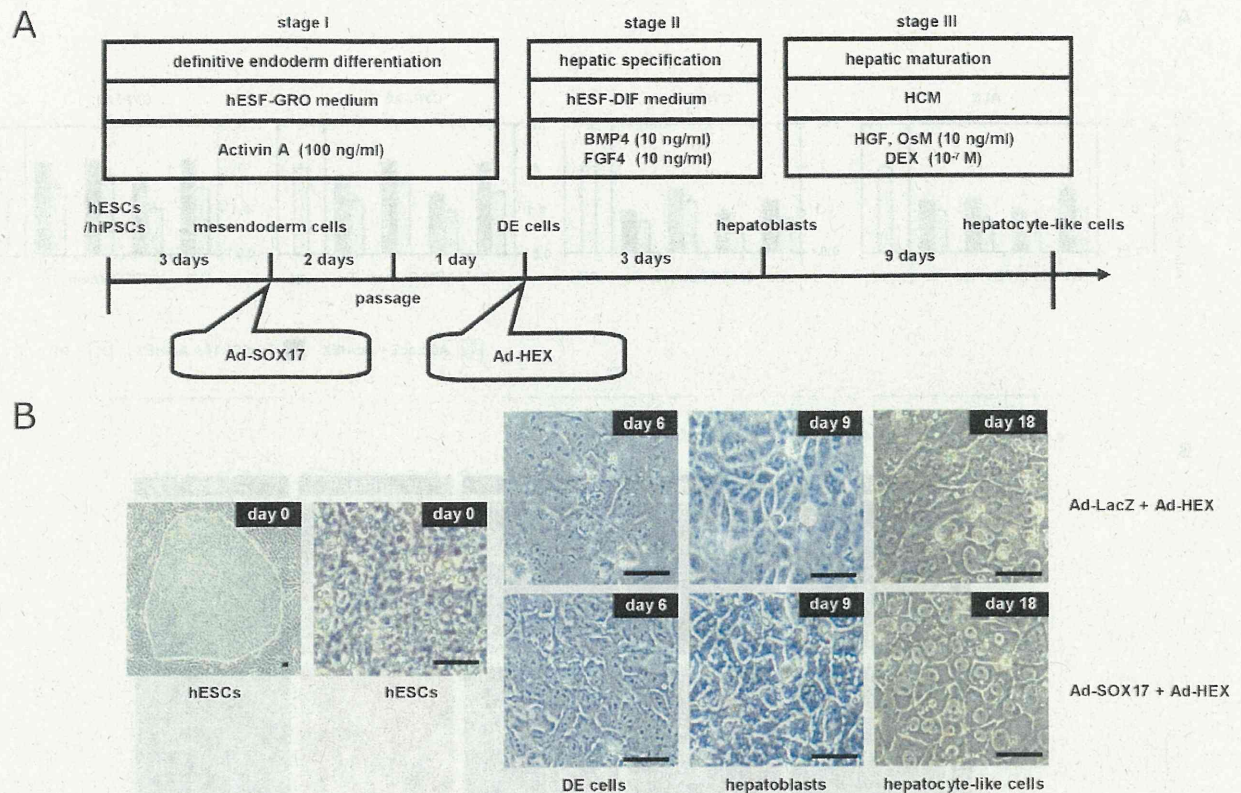 A
stage I
stage II
stage III
definitive endoderm differentiation
hESF-GRO medium
Activin A (100 ng/ml)
hepatic specification
hESF-DIF medium
BMP4 (10 ng/ml)
FGF4 (10 ng/ml)
hepatic maturation
HCM
HGF, OsM (10 ng/ml)
DEX (10⁻⁷ M)
hESCs
/hiPSCs
mesendoderm cells
DE cells
hepatoblasts
hepatocyte-like cells
3 days
2 days
1 day
3 days
9 days
passage
Ad-SOX17
Ad-HEX
B
day 0
day 0
day 6
day 9
day 18
Ad-LacZ + Ad-HEX
hESCs
hESCs
day 6
day 9
day 18
Ad-SOX17 + Ad-HEX
DE cells
hepatoblasts
hepatocyte-like cells